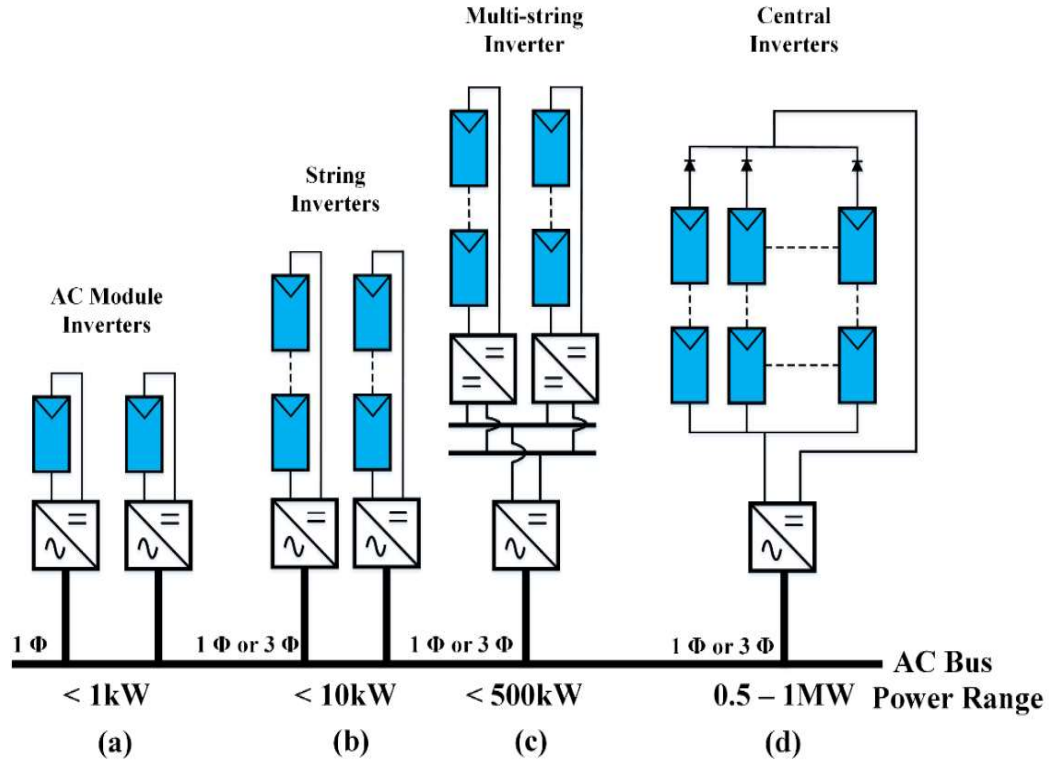 Multi-string
Inverter
Central
Inverters
String
Inverters
AC Module
Inverters
1 Φ
1 Φ or 3 Φ
1 Φ or 3 Φ
1 Φ or 3 Φ
AC Bus
< 1kW
< 10kW
< 500kW
0.5 – 1MW
Power Range
(a)
(b)
(c)
(d)